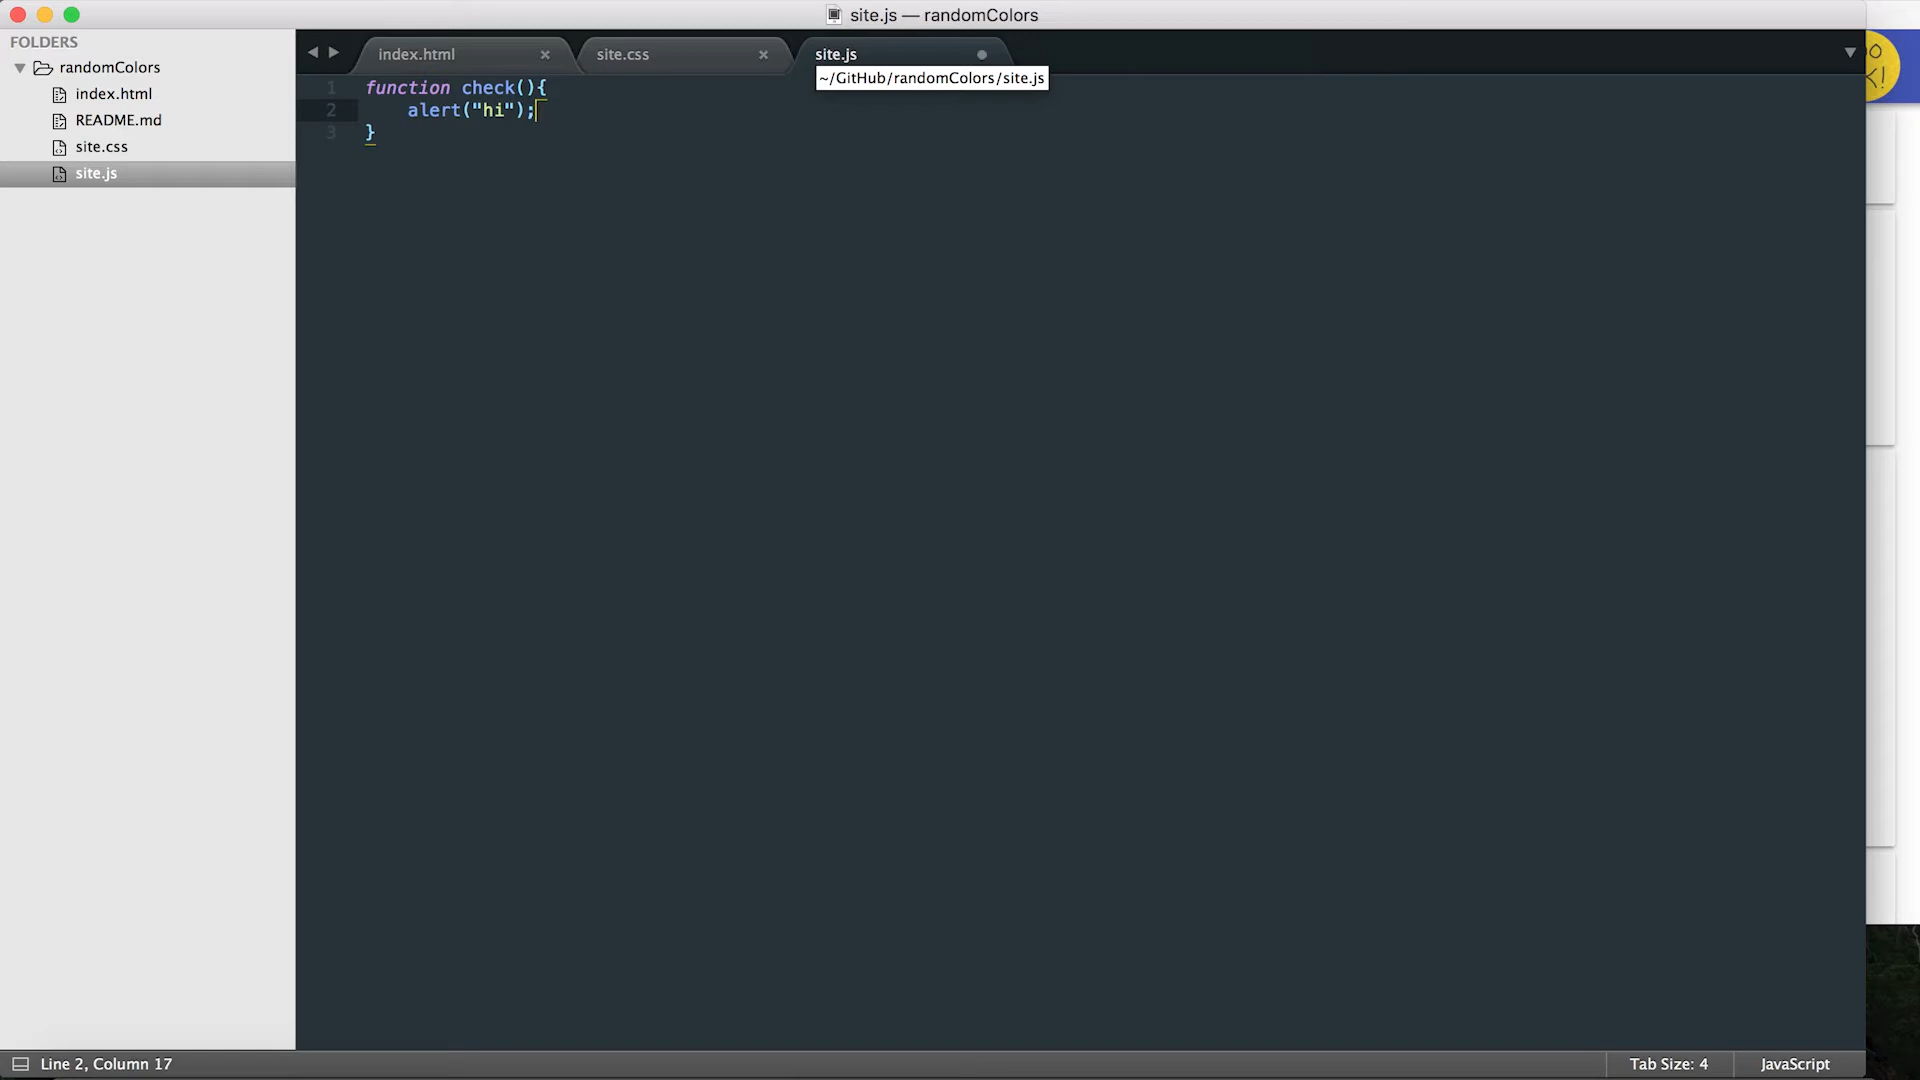 site.js — randomColors
FOLDERS
randomColors
index.html
README.md
site.css
site.js
index.html
site.css
site.js
~/GitHub/randomColors/site.js
1 function check(){
2 alert("hi");
3 }
Line 2, Column 17
Tab Size: 4
JavaScript